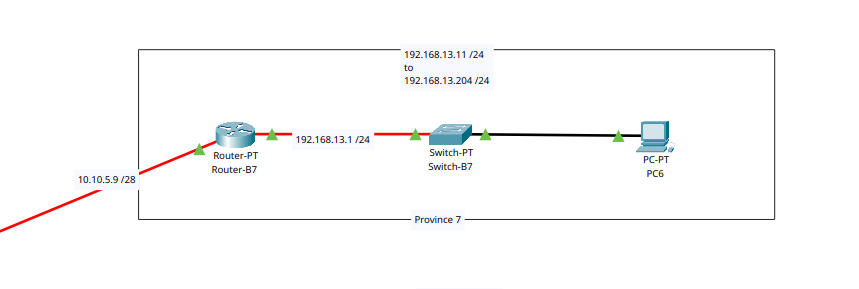 192.168.13.11 /24
to
192.168.13.204 /24
192.168.13.1 /24
Router-PT
Router-B7
Switch-PT
Switch-B7
PC-PT
PC6
10.10.5.9 /28
Province 7